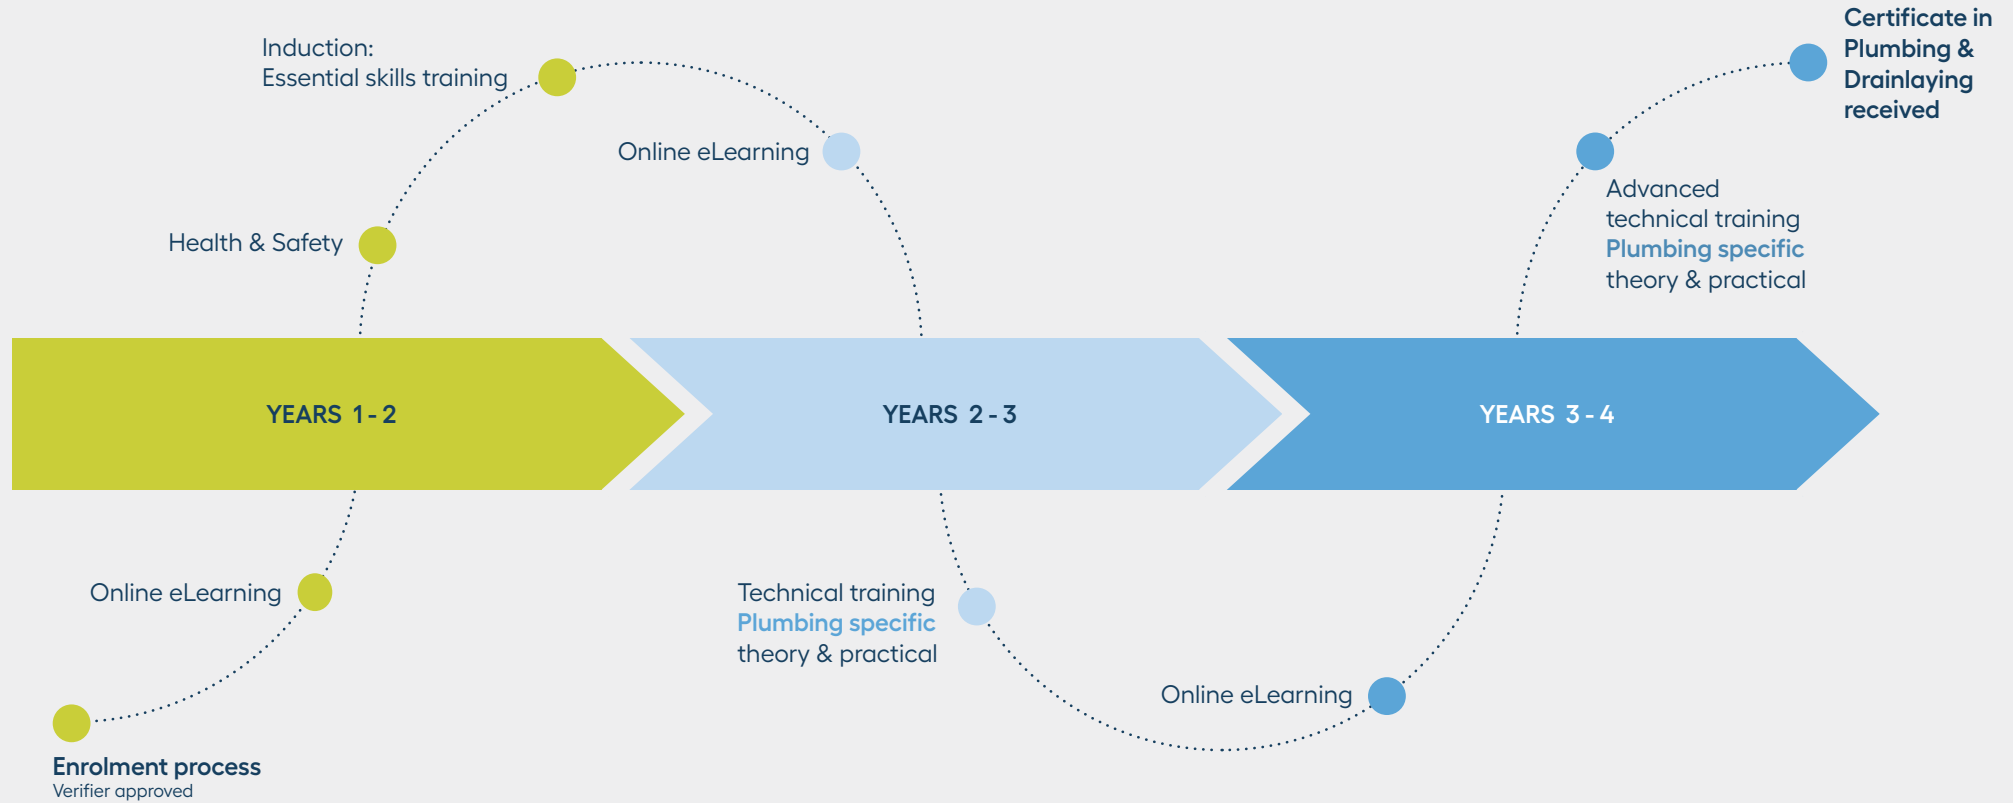 Certificate in
Plumbing &
Drainlaying
received
Induction:
Essential skills training
Online eLearning
Advanced
technical training
Plumbing specific
theory & practical
Health & Safety
YEARS 1 - 2
YEARS 2 - 3
YEARS 3 - 4
Online eLearning
Technical training
Plumbing specific
theory & practical
Online eLearning
Enrolment process
Verifier approved